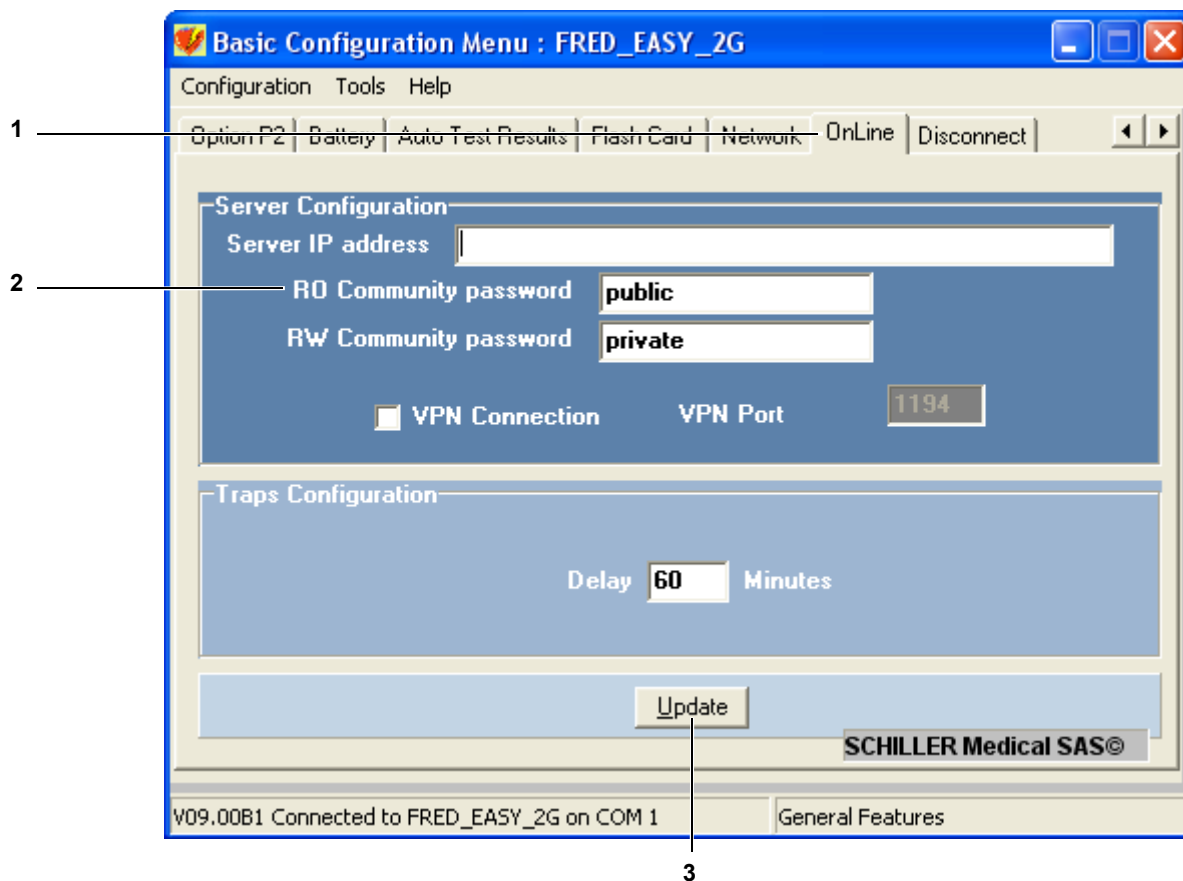 Basic Configuration Menu : FRED_EASY_2G
Configuration Tools Help
1
Option P2 Battery Auto Test Results Flash Card Network OnLine Disconnect
Server Configuration
Server IP address
2
RO Community password public
RW Community password private
VPN Connection VPN Port 1194
Traps Configuration
Delay 60 Minutes
Update
SCHILLER Medical SAS©
V09.00B1 Connected to FRED_EASY_2G on COM 1 General Features
3